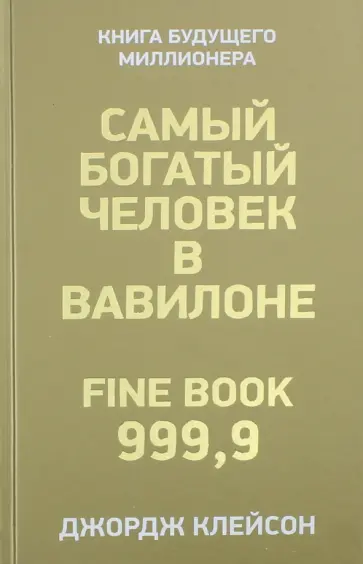 КНИГА БУДУЩЕГО
МИЛЛИОНЕРА
САМЫЙ
БОГАТЫЙ
ЧЕЛОВЕК
В
ВАВИЛОНЕ
FINE BOOK
999,9
ДЖОРДЖ КЛЕЙСОН